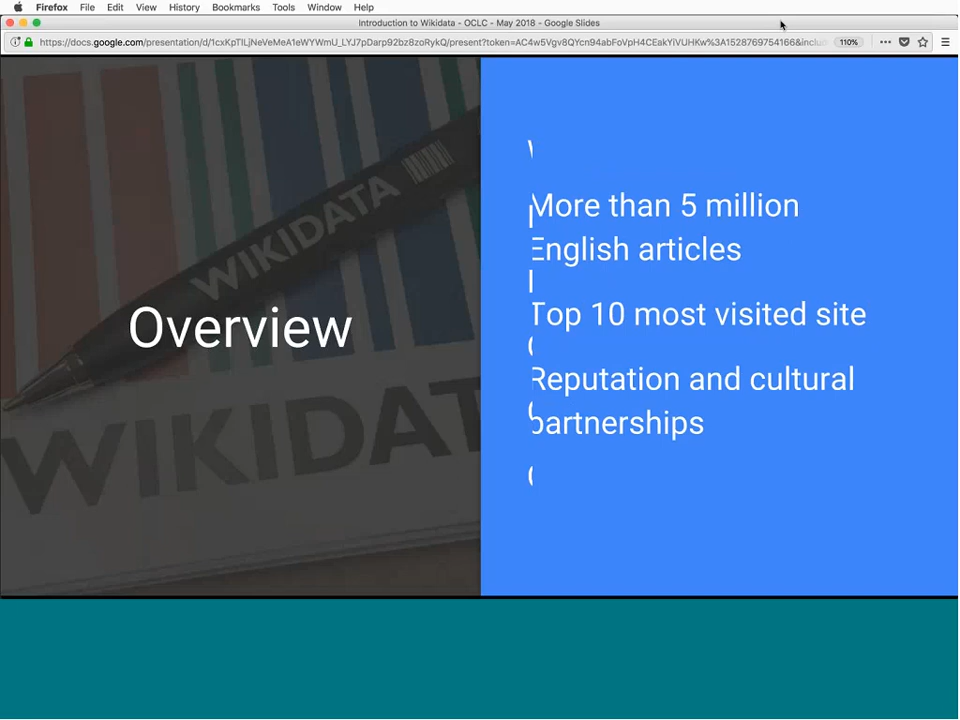 Firefox File Edit View History Bookmarks Tools Window Help
Introduction to Wikidata - OCLC - May 2018 - Google Slides
110%
WIKIDATA
Overview
WIKIDATA
More than 5 million
English articles
Top 10 most visited site
Reputation and cultural
partnerships